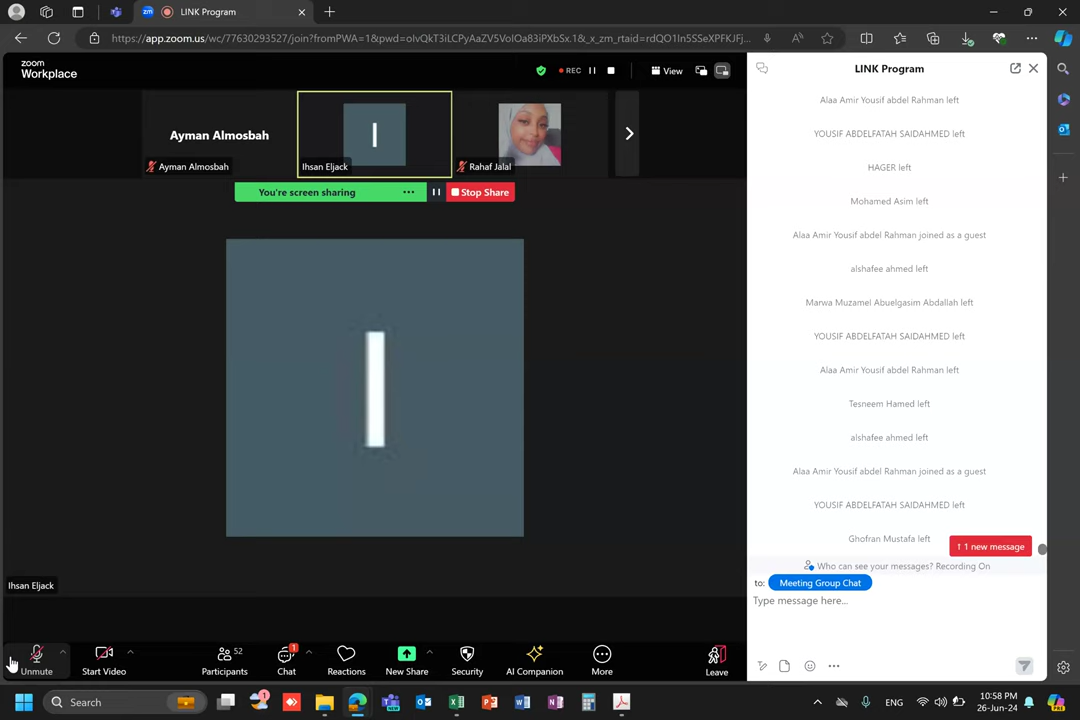 LINK Program
https://app.zoom.us/wc/77630293527/join?fromPWA=1&pwd=
zoom
Workplace
REC
View
Ayman Almosbah
Ayman Almosbah
I
Ihsan Eljack
Rahaf Jalal
You're screen sharing
Stop Share
I
Ihsan Eljack
Unmute
Start Video
52
Participants
1
Chat
Reactions
New Share
Security
AI Companion
More
Leave
LINK Program
Alaa Amir Yousif abdel Rahman left
YOUSIF ABDELFATAH SAIDAHMED left
HAGER left
Mohamed Asim left
Alaa Amir Yousif abdel Rahman joined as a guest
alshafee ahmed left
Marwa Muzamel Abuelgasim Abdallah left
YOUSIF ABDELFATAH SAIDAHMED left
Alaa Amir Yousif abdel Rahman left
Tesneem Hamed left
alshafee ahmed left
Alaa Amir Yousif abdel Rahman joined as a guest
YOUSIF ABDELFATAH SAIDAHMED left
Ghofran Mustafa left
1 new message
Who can see your messages? Recording On
to: Meeting Group Chat
Type message here...
Search
ENG
10:58 PM
26-Jun-24